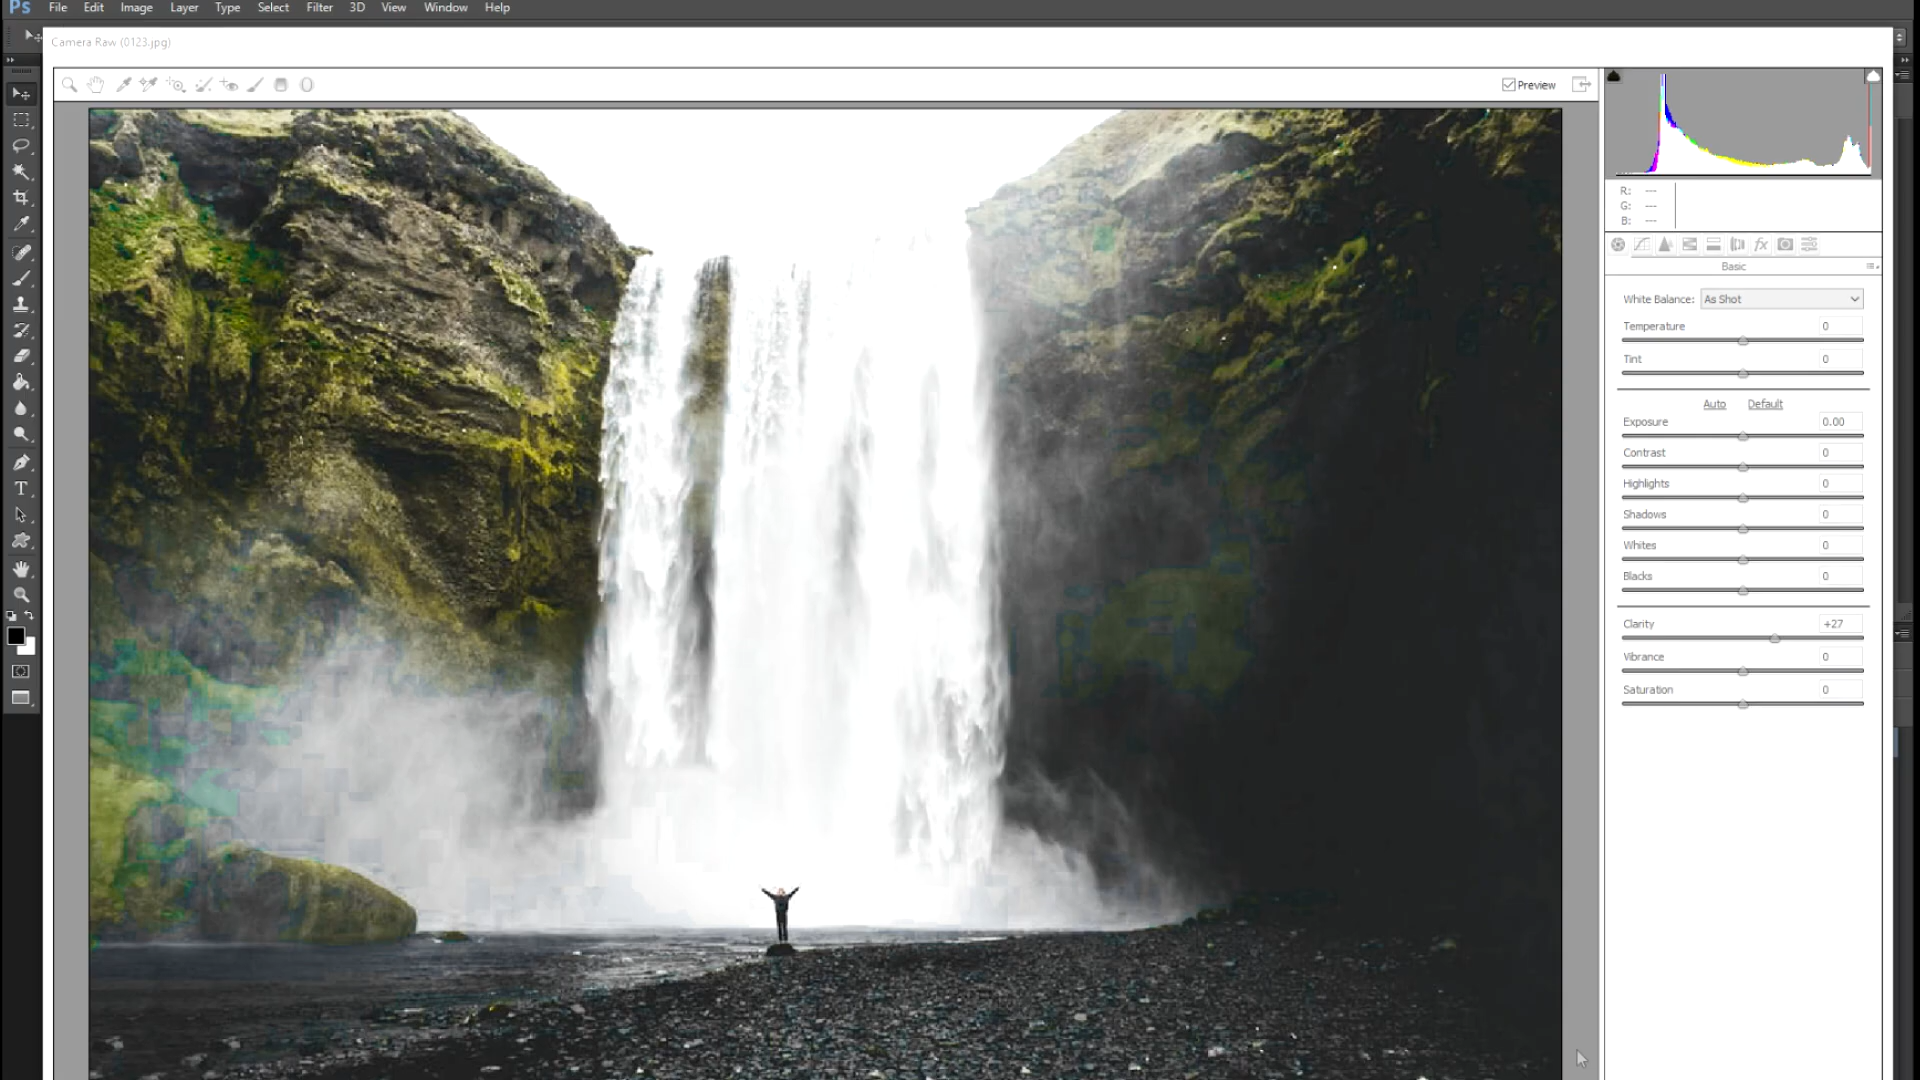 Ps File Edit Image Layer Type Select Filter 3D View Window Help
Camera Raw (0123.jpg)
Preview
R: ---
G: ---
B: ---
fx
Basic
White Balance: As Shot
Temperature 0
Tint 0
Auto Default
Exposure 0.00
Contrast 0
Highlights 0
Shadows 0
Whites 0
Blacks 0
Clarity +27
Vibrance 0
Saturation 0
T